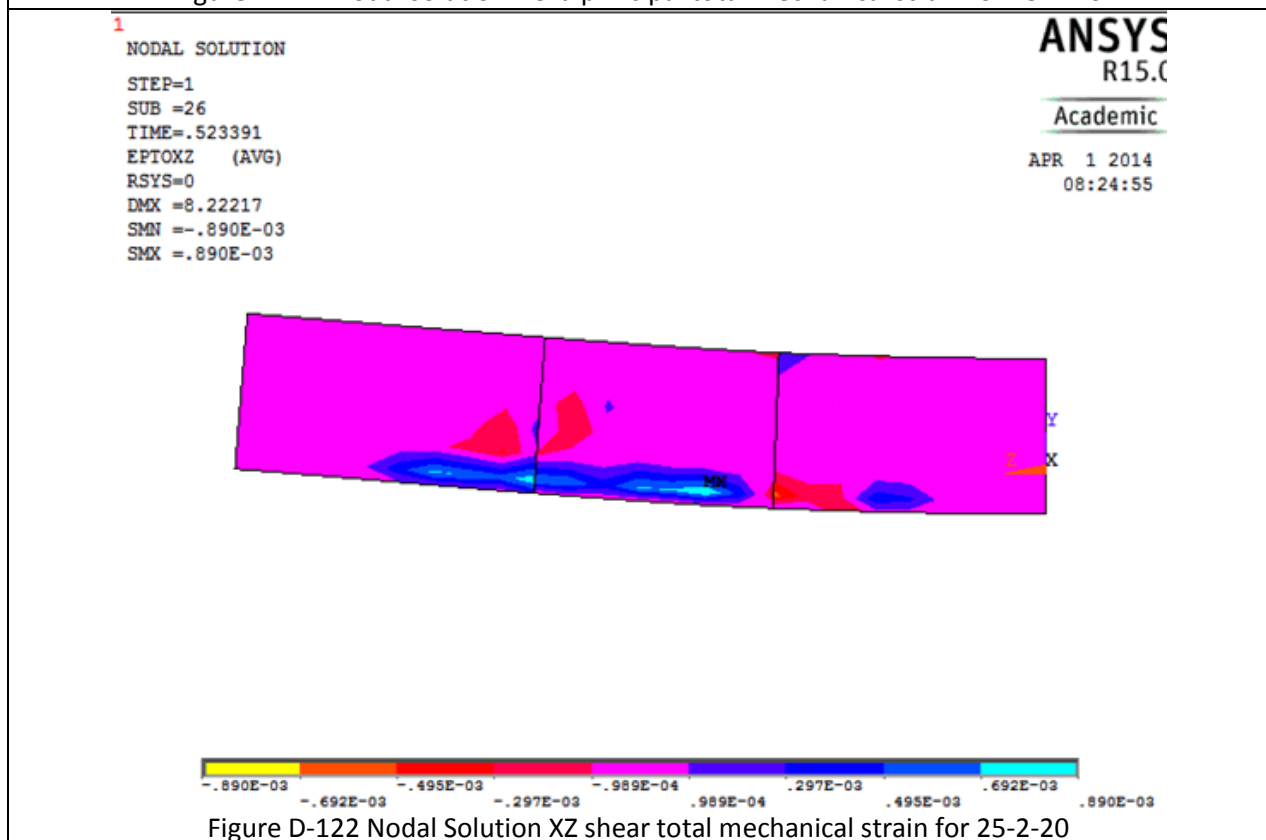 1
NODAL SOLUTION
STEP=1
SUB =26
TIME=.523391
EPTOXZ (AVG)
RSYS=0
DMX =8.22217
SMN =-.890E-03
SMX =.890E-03
ANSYS
R15.0
Academic
APR 1 2014
08:24:55
Y
Z X
MN
-.890E-03 -.495E-03 -.989E-04 .297E-03 .692E-03
-.692E-03 -.297E-03 .989E-04 .495E-03 .890E-03
Figure D-122 Nodal Solution XZ shear total mechanical strain for 25-2-20